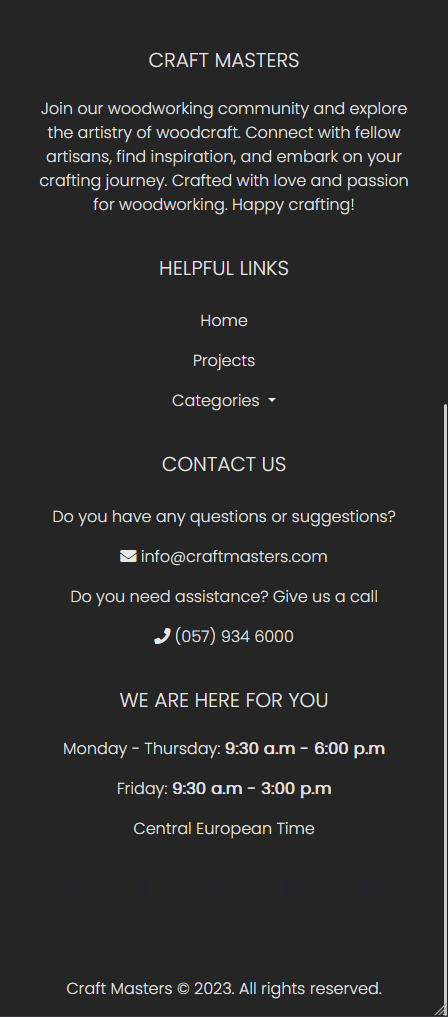 CRAFT MASTERS
Join our woodworking community and explore
the artistry of woodcraft. Connect with fellow
artisans, find inspiration, and embark on your
crafting journey. Crafted with love and passion
for woodworking. Happy crafting!
HELPFUL LINKS
Home
Projects
Categories
CONTACT US
Do you have any questions or suggestions?
info@craftmasters.com
Do you need assistance? Give us a call
(057) 934 6000
WE ARE HERE FOR YOU
Monday - Thursday: 9:30 a.m - 6:00 p.m
Friday: 9:30 a.m - 3:00 p.m
Central European Time
Craft Masters © 2023. All rights reserved.